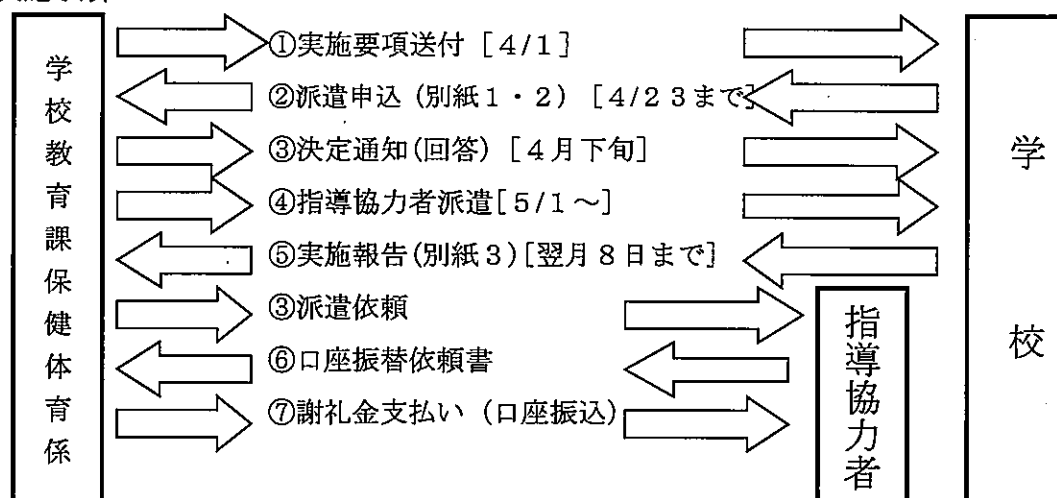 学校教育課保健体育係
①実施要項送付［4/1］
②派遣申込（別紙１・２）［4/２３まで］
③決定通知(回答)［４月下旬］
④指導協力者派遣[５/１～]
⑤実施報告(別紙３)[翌月８日まで]
③派遣依頼
⑥口座振替依頼書
⑦謝礼金支払い（口座振込）
指導協力者
学校